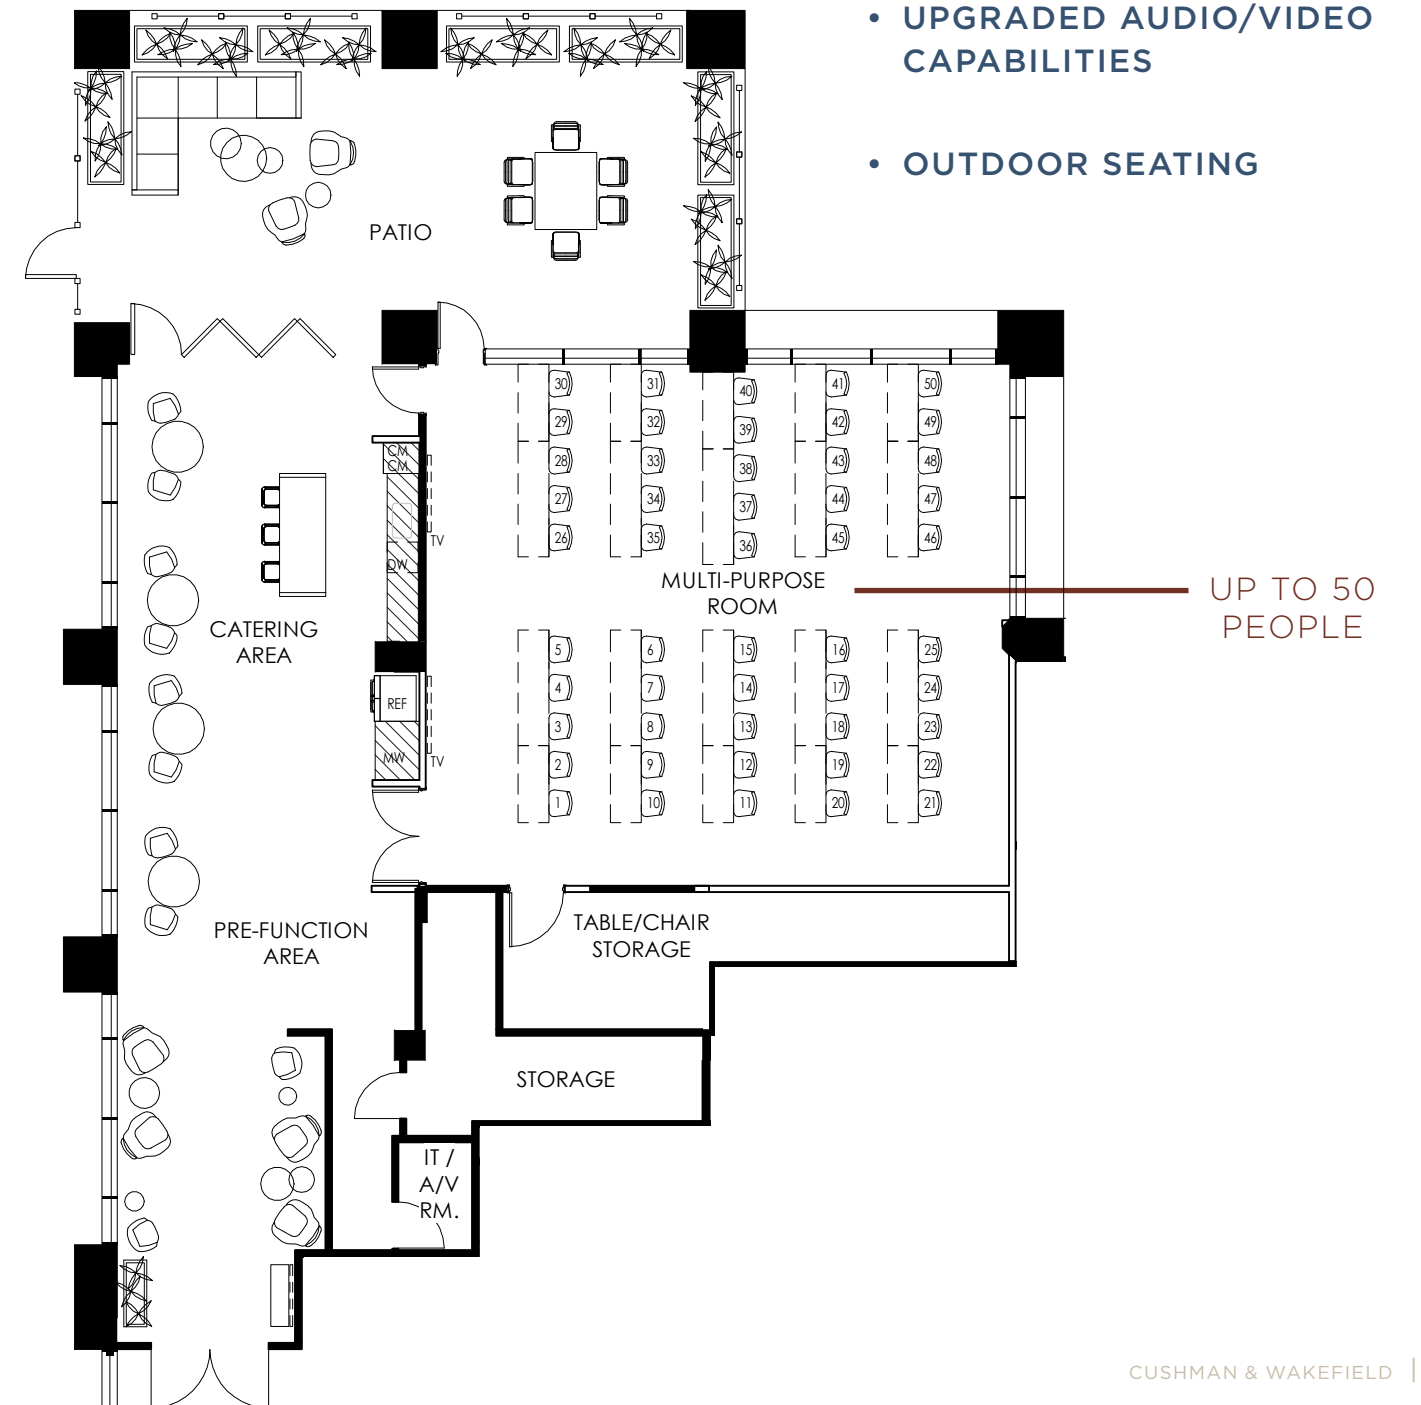 • UPGRADED AUDIO/VIDEO
CAPABILITIES
• OUTDOOR SEATING
PATIO
30 31 40 41 50
29 32 39 42 49
28 33 38 43 48
27 34 37 44 47
26 35 36 45 46
CM
CM
DW
TV
MULTI-PURPOSE
ROOM
UP TO 50
PEOPLE
CATERING
AREA
5 6 15 16 25
4 7 14 17 24
3 8 13 18 23
2 9 12 19 22
1 10 11 20 21
REF
MW
TV
PRE-FUNCTION
AREA
TABLE/CHAIR
STORAGE
STORAGE
IT /
A/V
RM.
CUSHMAN & WAKEFIELD |